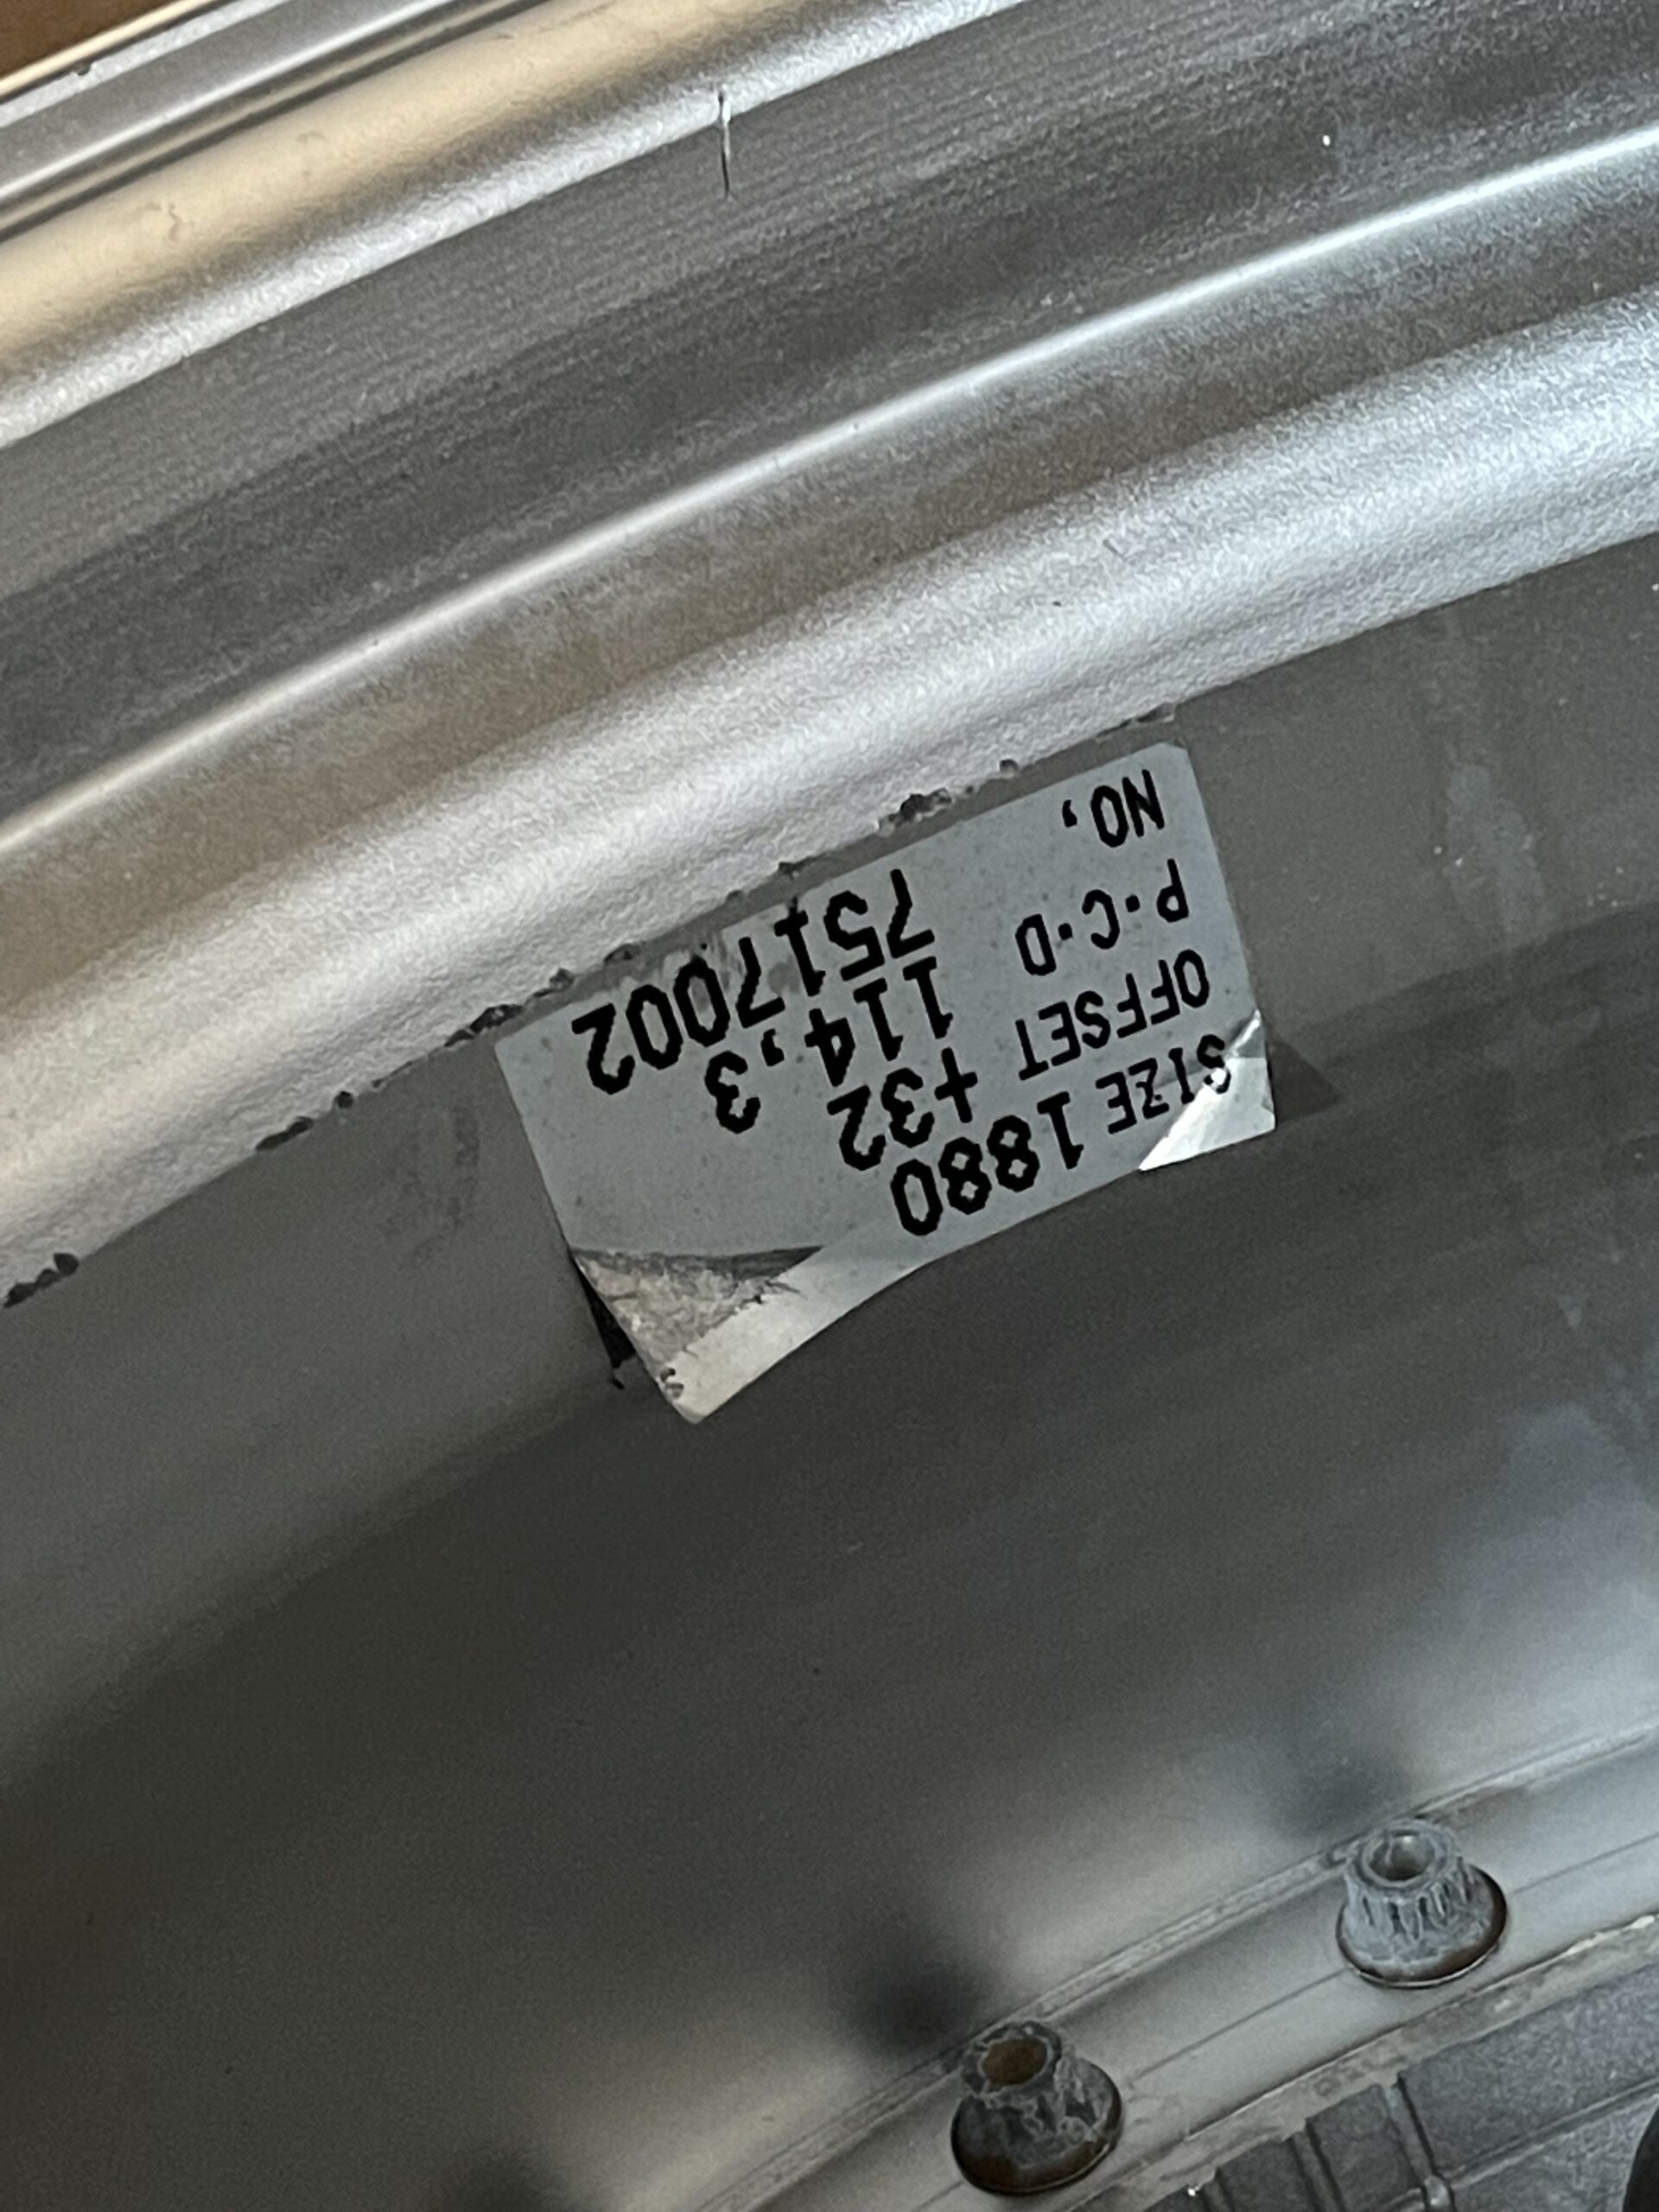 SIZE 1880
OFFSET +32
P·C·D 114,3
NO, 7517002